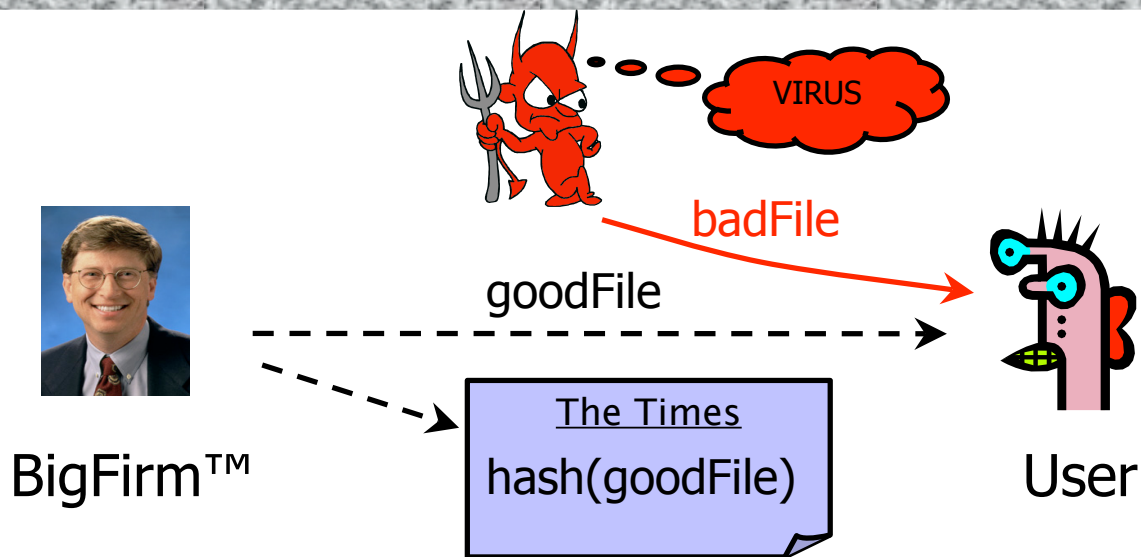 VIRUS
badFile
goodFile
The Times
hash(goodFile)
BigFirm™
User